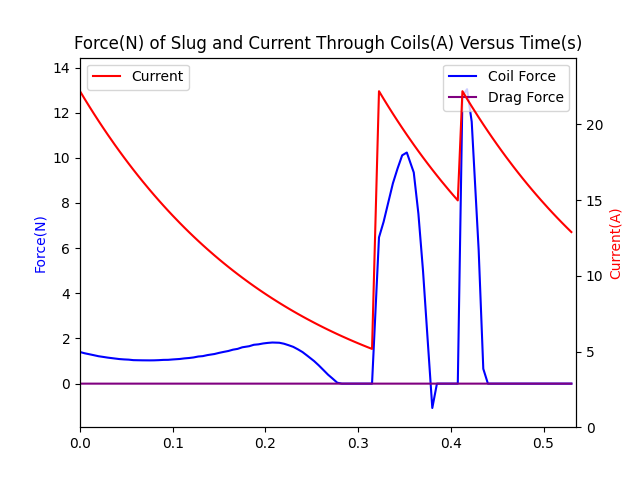 Force(N) of Slug and Current Through Coils(A) Versus Time(s)
Current
Coil Force
Drag Force
Force(N)
14
12
10
8
6
4
2
0
20
15
10
5
0
Current(A)
0.0 0.1 0.2 0.3 0.4 0.5